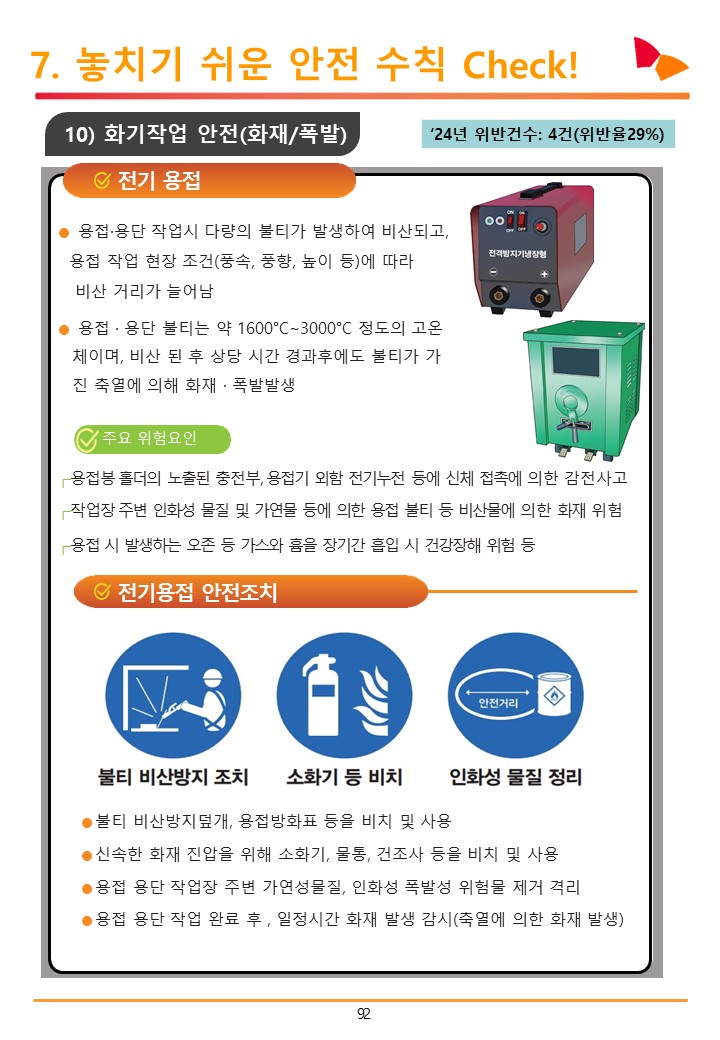 7. 놓치기 쉬운 안전 수칙 Check!
10) 화기작업 안전(화재/폭발)
‘24년 위반건수: 4건(위반율29%)
전기 용접
용접·용단 작업시 다량의 불티가 발생하여 비산되고,
용접 작업 현장 조건(풍속, 풍향, 높이 등)에 따라
비산 거리가 늘어남
용접 · 용단 불티는 약 1600°C~3000°C 정도의 고온
체이며, 비산 된 후 상당 시간 경과후에도 불티가 가
진 축열에 의해 화재 · 폭발발생
ON
ON
OFF
OFF
전격방지기냉장형
주요 위험요인
용접봉 홀더의 노출된 충전부, 용접기 외함 전기누전 등에 신체 접촉에 의한 감전사고
작업장 주변 인화성 물질 및 가연물 등에 의한 용접 불티 등 비산물에 의한 화재 위험
용접 시 발생하는 오존 등 가스와 흄을 장기간 흡입 시 건강장해 위험 등
전기용접 안전조치
안전거리
불티 비산방지 조치
소화기 등 비치
인화성 물질 정리
불티 비산방지덮개, 용접방화포 등을 비치 및 사용
신속한 화재 진압을 위해 소화기, 물통, 건조사 등을 비치 및 사용
용접 용단 작업장 주변 가연성물질, 인화성 폭발성 위험물 제거 격리
용접 용단 작업 완료 후 , 일정시간 화재 발생 감시(축열에 의한 화재 발생)
92